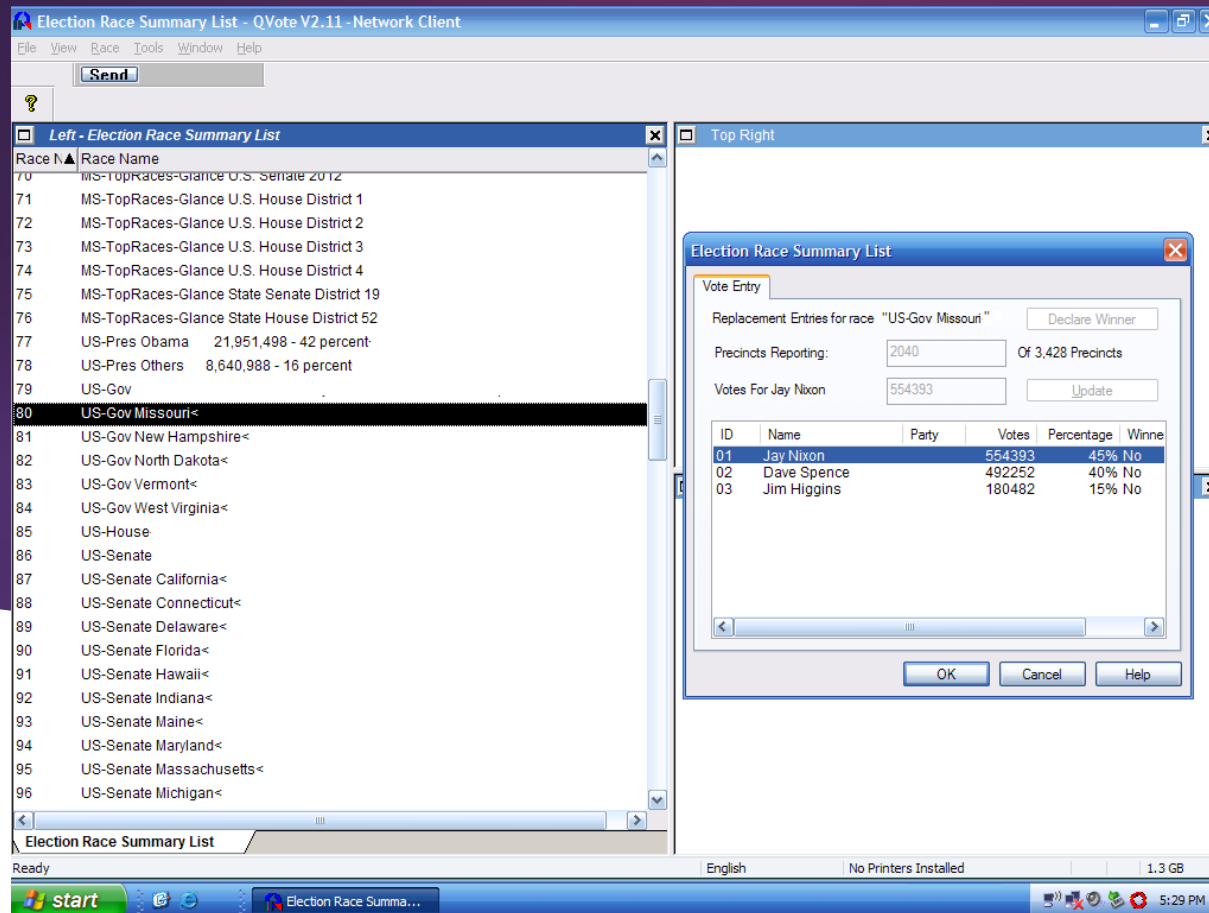 Election Race Summary List - QVote V2.11 -Network Client
File View Race Tools Window Help
Send
Left - Election Race Summary List
Race N Race Name
70 MS-TopRaces-Glance U.S. Senate 2012
71 MS-TopRaces-Glance U.S. House District 1
72 MS-TopRaces-Glance U.S. House District 2
73 MS-TopRaces-Glance U.S. House District 3
74 MS-TopRaces-Glance U.S. House District 4
75 MS-TopRaces-Glance State Senate District 19
76 MS-TopRaces-Glance State House District 52
77 US-Pres Obama 21,951,498 - 42 percent
78 US-Pres Others 8,640,988 - 16 percent
79 US-Gov
80 US-Gov Missouri<
81 US-Gov New Hampshire<
82 US-Gov North Dakota<
83 US-Gov Vermont<
84 US-Gov West Virginia<
85 US-House
86 US-Senate
87 US-Senate California<
88 US-Senate Connecticut<
89 US-Senate Delaware<
90 US-Senate Florida<
91 US-Senate Hawaii<
92 US-Senate Indiana<
93 US-Senate Maine<
94 US-Senate Maryland<
95 US-Senate Massachusetts<
96 US-Senate Michigan<
Election Race Summary List
Top Right
Election Race Summary List
Vote Entry
Replacement Entries for race "US-Gov Missouri" Declare Winner
Precincts Reporting: 2040 Of 3,428 Precincts
Votes For Jay Nixon 554393 Update
ID Name Party Votes Percentage Winne
01 Jay Nixon 554393 45% No
02 Dave Spence 492252 40% No
03 Jim Higgins 180482 15% No
OK Cancel Help
Ready English No Printers Installed 1.3 GB
start Election Race Summa... 5:29 PM